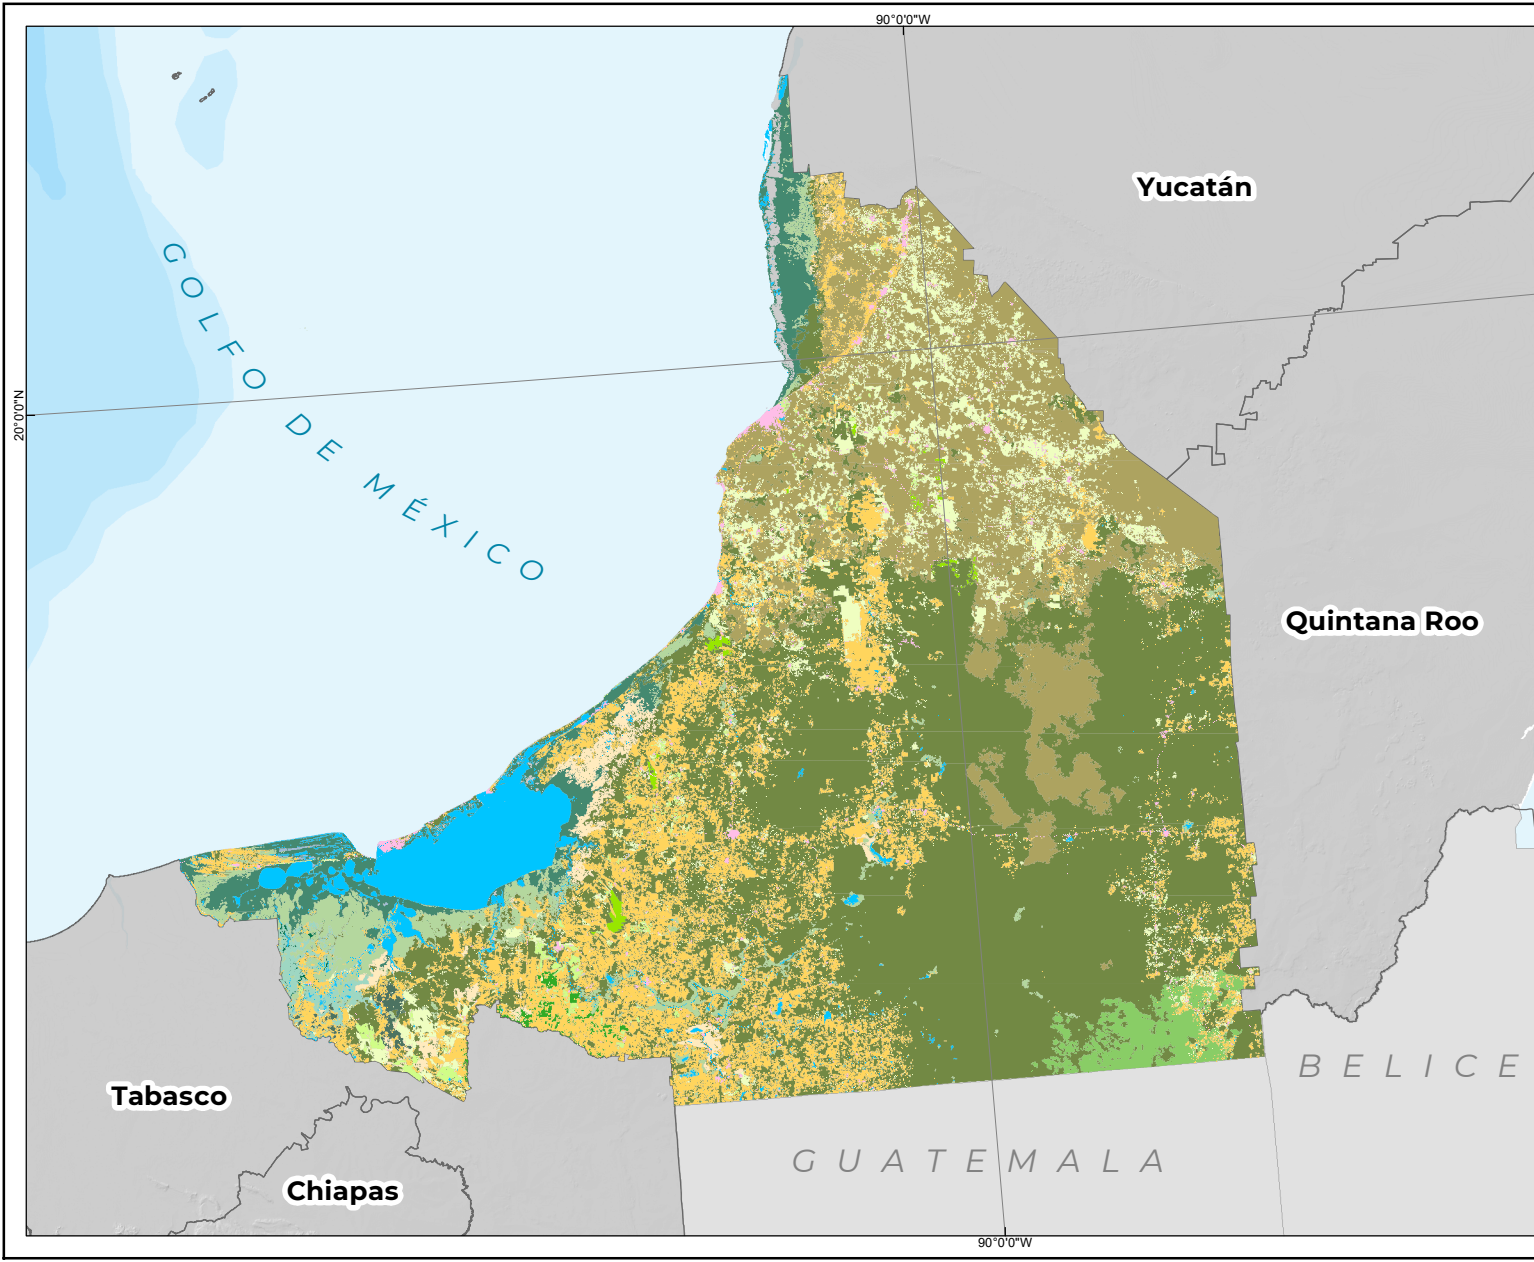 90°0'0"W
Yucatán
GOLFO DE MÉXICO
20°0'0"N
Quintana Roo
Tabasco
BELICE
GUATEMALA
Chiapas
90°0'0"W